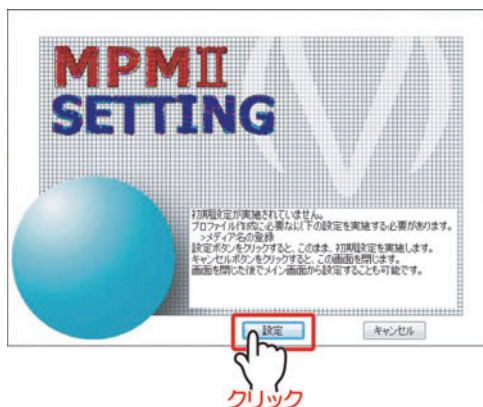 MPMII
SETTING
初期設定が実施されていません。
プロファイル作成に必要な以下の設定を実施する必要があります。
>メディア名の登録
設定ボタンをクリックすると、このまま、初期設定を実施します。
キャンセルボタンをクリックすると、この画面を閉じます。
画面を閉じた後でメイン画面から設定することも可能です。
設定
キャンセル
クリック